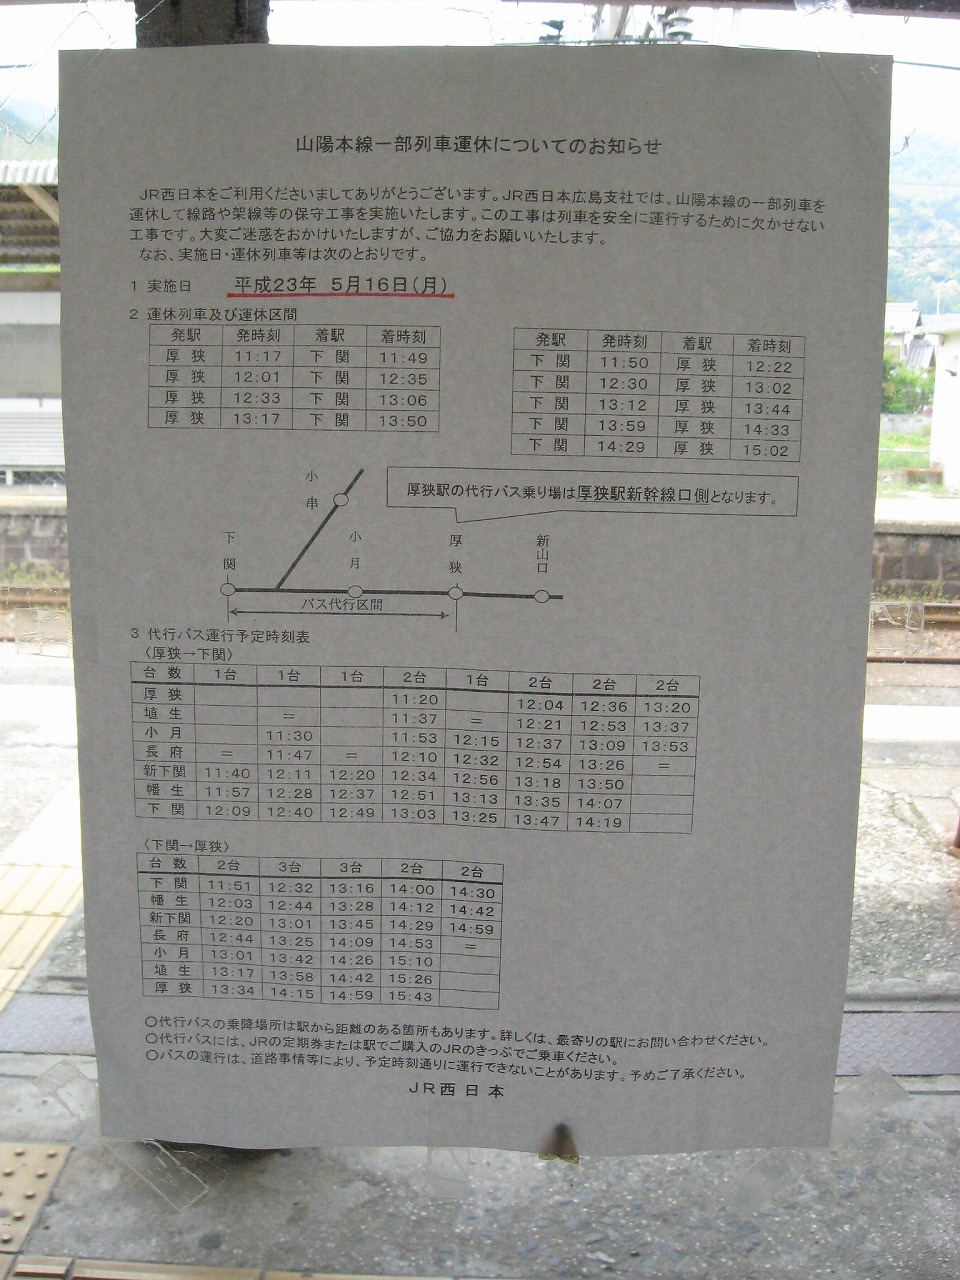 山陽本線一部列車運休についてのお知らせ
JR西日本をご利用くださいましてありがとうございます。JR西日本広島支社では、山陽本線の一部列車を
運休して線路や架線等の保守工事を実施いたします。この工事は列車を安全に運行するために欠かせない
工事です。大変ご迷惑をおかけいたしますが、ご協力をお願いいたします。
なお、実施日・運休列車等は次のとおりです。
1 実施日 平成23年 5月16日(月)
2 運休列車及び運休区間
発駅 発時刻 着駅 着時刻
厚狭 11:17 下関 11:49
厚狭 12:01 下関 12:35
厚狭 12:33 下関 13:06
厚狭 13:17 下関 13:50
発駅 発時刻 着駅 着時刻
下関 11:50 厚狭 12:22
下関 12:30 厚狭 13:02
下関 13:12 厚狭 13:44
下関 13:59 厚狭 14:33
下関 14:29 厚狭 15:02
小串
厚狭駅の代行バス乗り場は厚狭駅新幹線口側となります。
下関
小月
厚狭
新山口
バス代行区間
3 代行バス運行予定時刻表
〈厚狭→下関〉
台数 1台 1台 1台 2台 1台 2台 2台 2台
厚狭 11:20 12:04 12:36 13:20
埴生 = 11:37 = 12:21 12:53 13:37
小月 11:30 11:53 12:15 12:37 13:09 13:53
長府 = 11:47 = 12:10 12:32 12:54 13:26 =
新下関 11:40 12:11 12:20 12:34 12:56 13:18 13:50
幡生 11:57 12:28 12:37 12:51 13:13 13:35 14:07
下関 12:09 12:40 12:49 13:03 13:25 13:47 14:19
〈下関→厚狭〉
台数 2台 3台 3台 2台 2台
下関 11:51 12:32 13:16 14:00 14:30
幡生 12:03 12:44 13:28 14:12 14:42
新下関 12:20 13:01 13:45 14:29 14:59
長府 12:44 13:25 14:09 14:53 =
小月 13:01 13:42 14:26 15:10
埴生 13:17 13:58 14:42 15:26
厚狭 13:34 14:15 14:59 15:43
○代行バスの乗降場所は駅から距離のある箇所もあります。詳しくは、最寄りの駅にお問い合わせください。
○代行バスには、JRの定期券または駅でご購入のJRのきっぷでご乗車ください。
○バスの運行は、道路事情等により、予定時刻通りに運行できないことがあります。予めご了承ください。
JR西日本